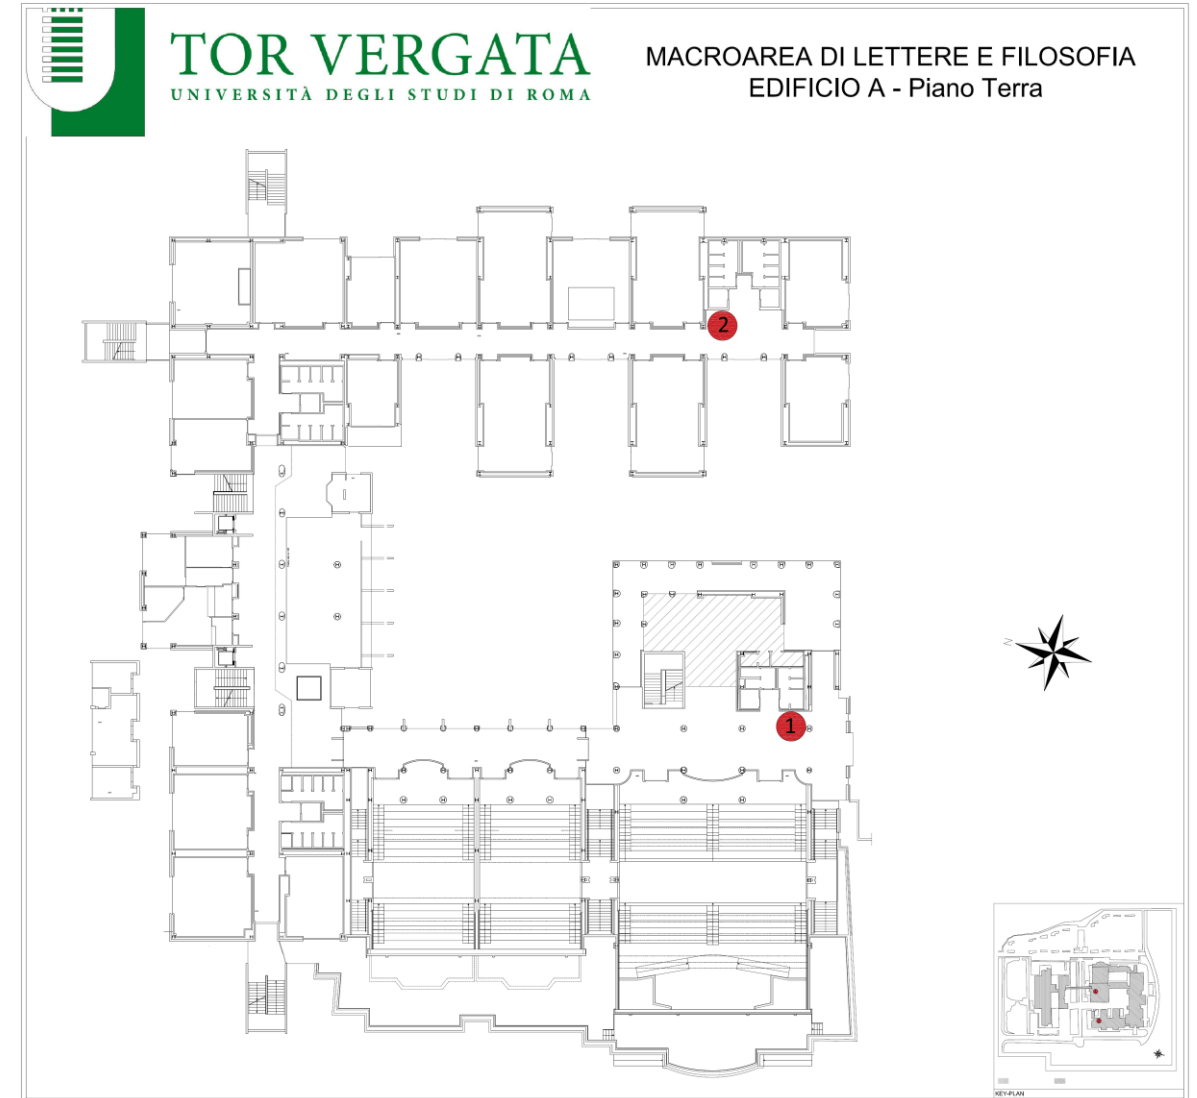 TOR VERGATA
UNIVERSITÀ DEGLI STUDI DI ROMA
MACROAREA DI LETTERE E FILOSOFIA
EDIFICIO A - Piano Terra
2
N
1
KEY-PLAN